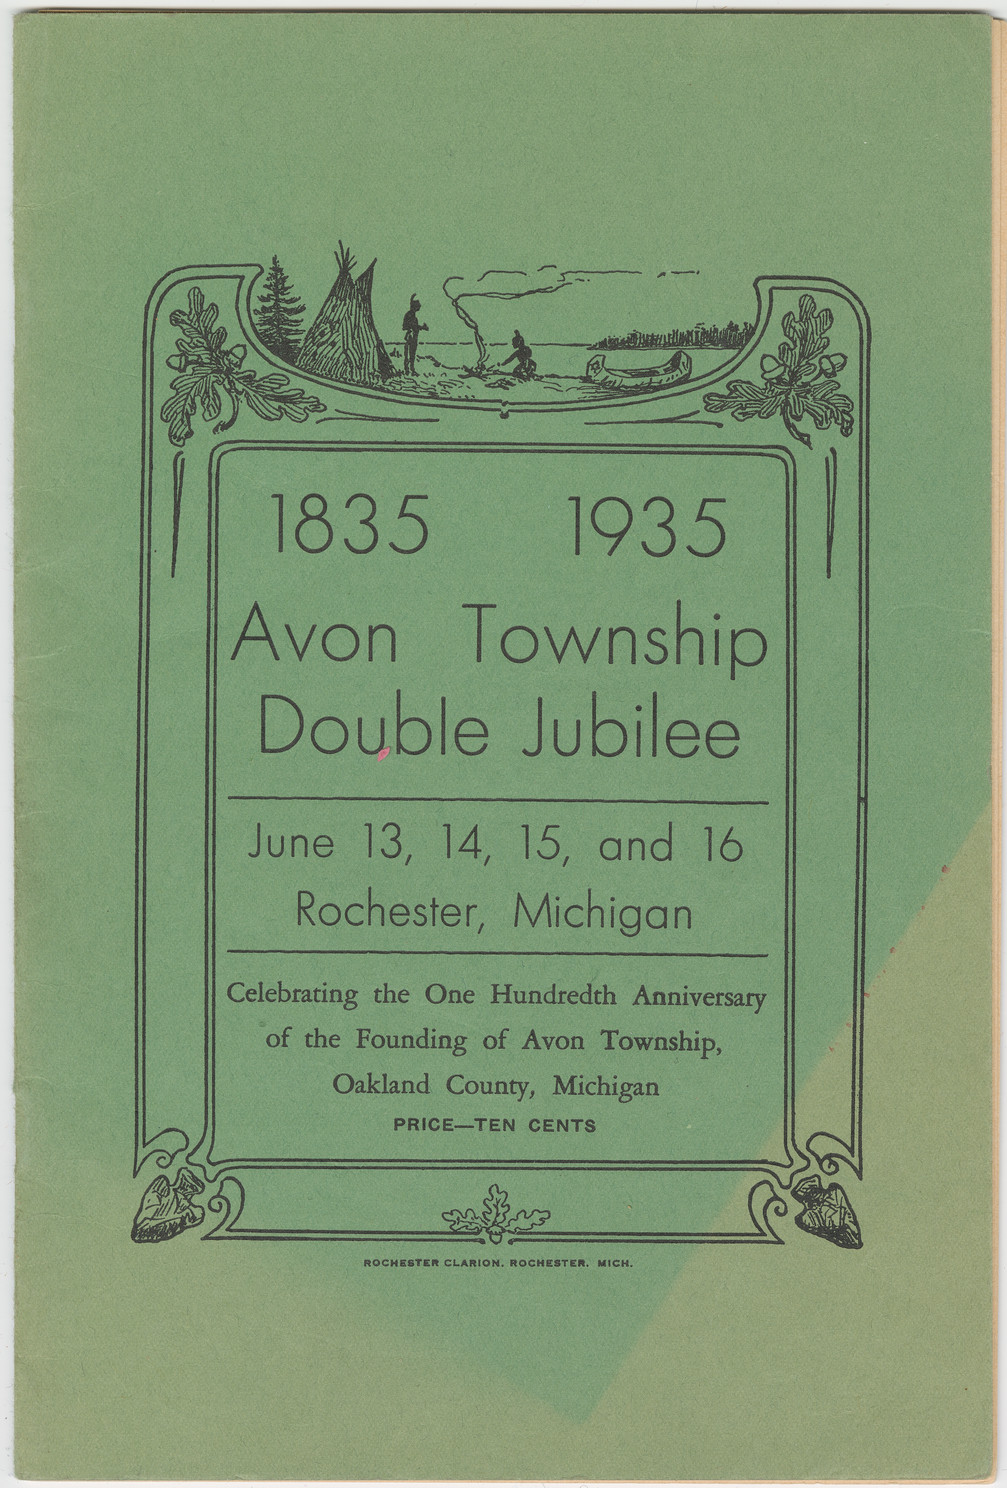 1835 1935
Avon Township
Double Jubilee
June 13, 14, 15, and 16
Rochester, Michigan
Celebrating the One Hundredth Anniversary
of the Founding of Avon Township,
Oakland County, Michigan
PRICE—TEN CENTS
ROCHESTER CLARION. ROCHESTER. MICH.